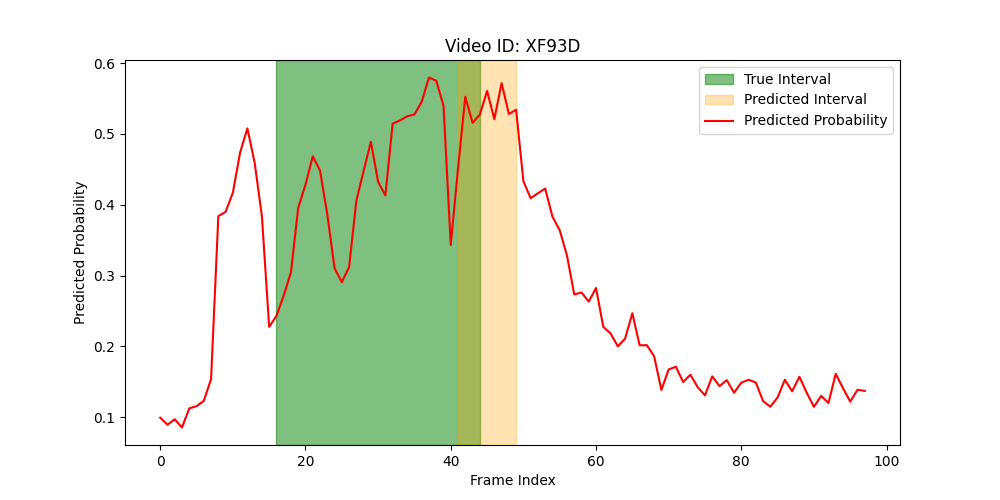 Video ID: XF93D
True Interval
Predicted Interval
Predicted Probability
Predicted Probability
0.6
0.5
0.4
0.3
0.2
0.1
0 20 40 60 80 100
Frame Index